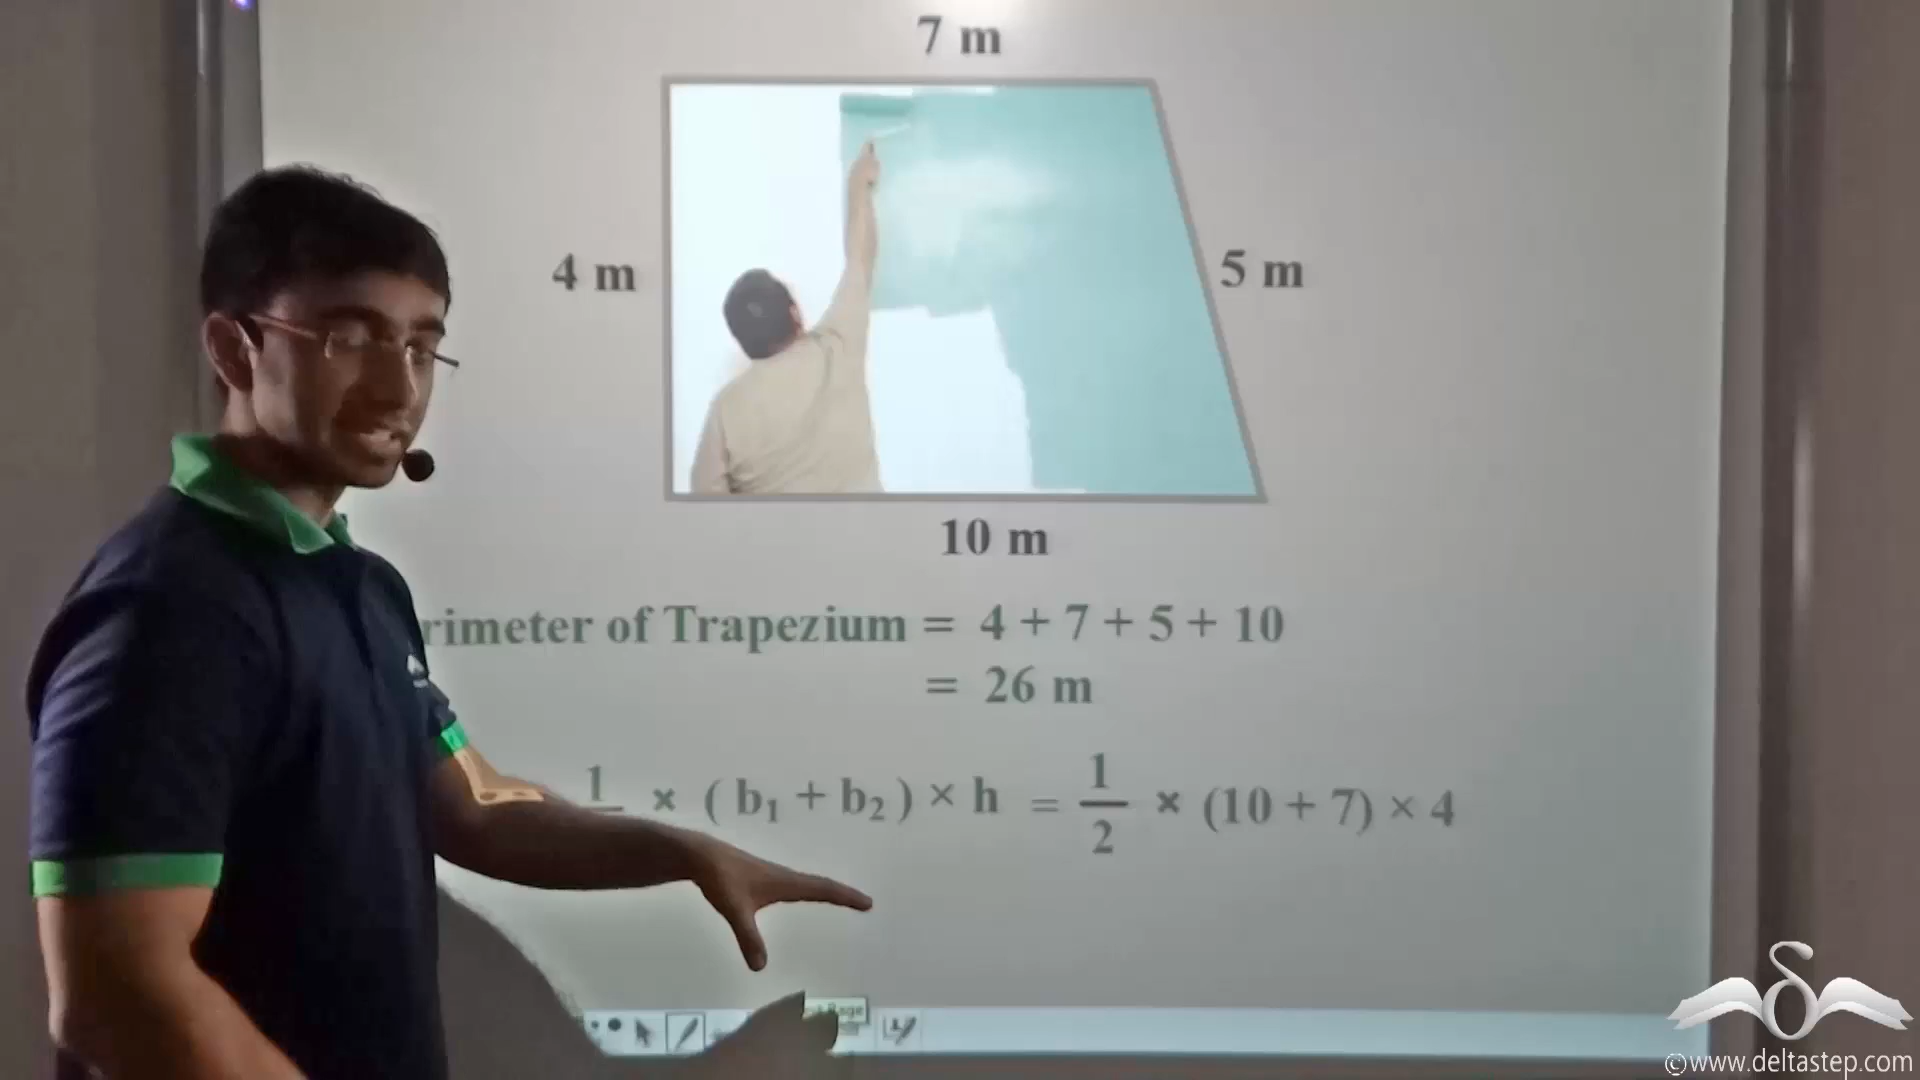 7 m
4 m
5 m
10 m
rimeter of Trapezium = 4 + 7 + 5 + 10
= 26 m
1 × ( b₁ + b₂ ) × h = 1/2 × (10 + 7) × 4
©www.deltastep.com